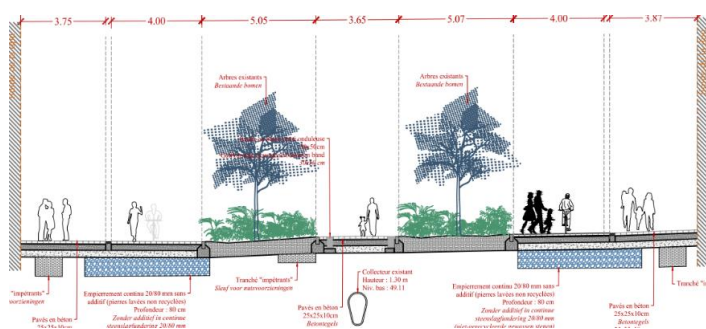 3.75 4.00 5.05 3.65 5.07 4.00 3.87
Arbres existants
Bestaande bomen
Arbres existants
Bestaande bomen
"impétrants"
voorzieningen
Empierrement continu 20/80 mm sans
additif (pierres lavées non recyclées)
Profondeur : 80 cm
Zonder additief in continue
steenslagfundering 20/80 mm
Tranché "impétrants"
Sleuf voor nutsvoorzieningen
Pavés en béton
25x25x10cm
Betontegels
Collecteur existant
Hauteur : 1.30 m
Niv. bas : 49.11
Empierrement continu 20/80 mm sans
additif (pierres lavées non recyclées)
Profondeur : 80 cm
Zonder additief in continue
steenslagfundering 20/80 mm
Pavés en béton
25x25x10cm
Betontegels
Tranché
Pavés en béton
25x25x10cm